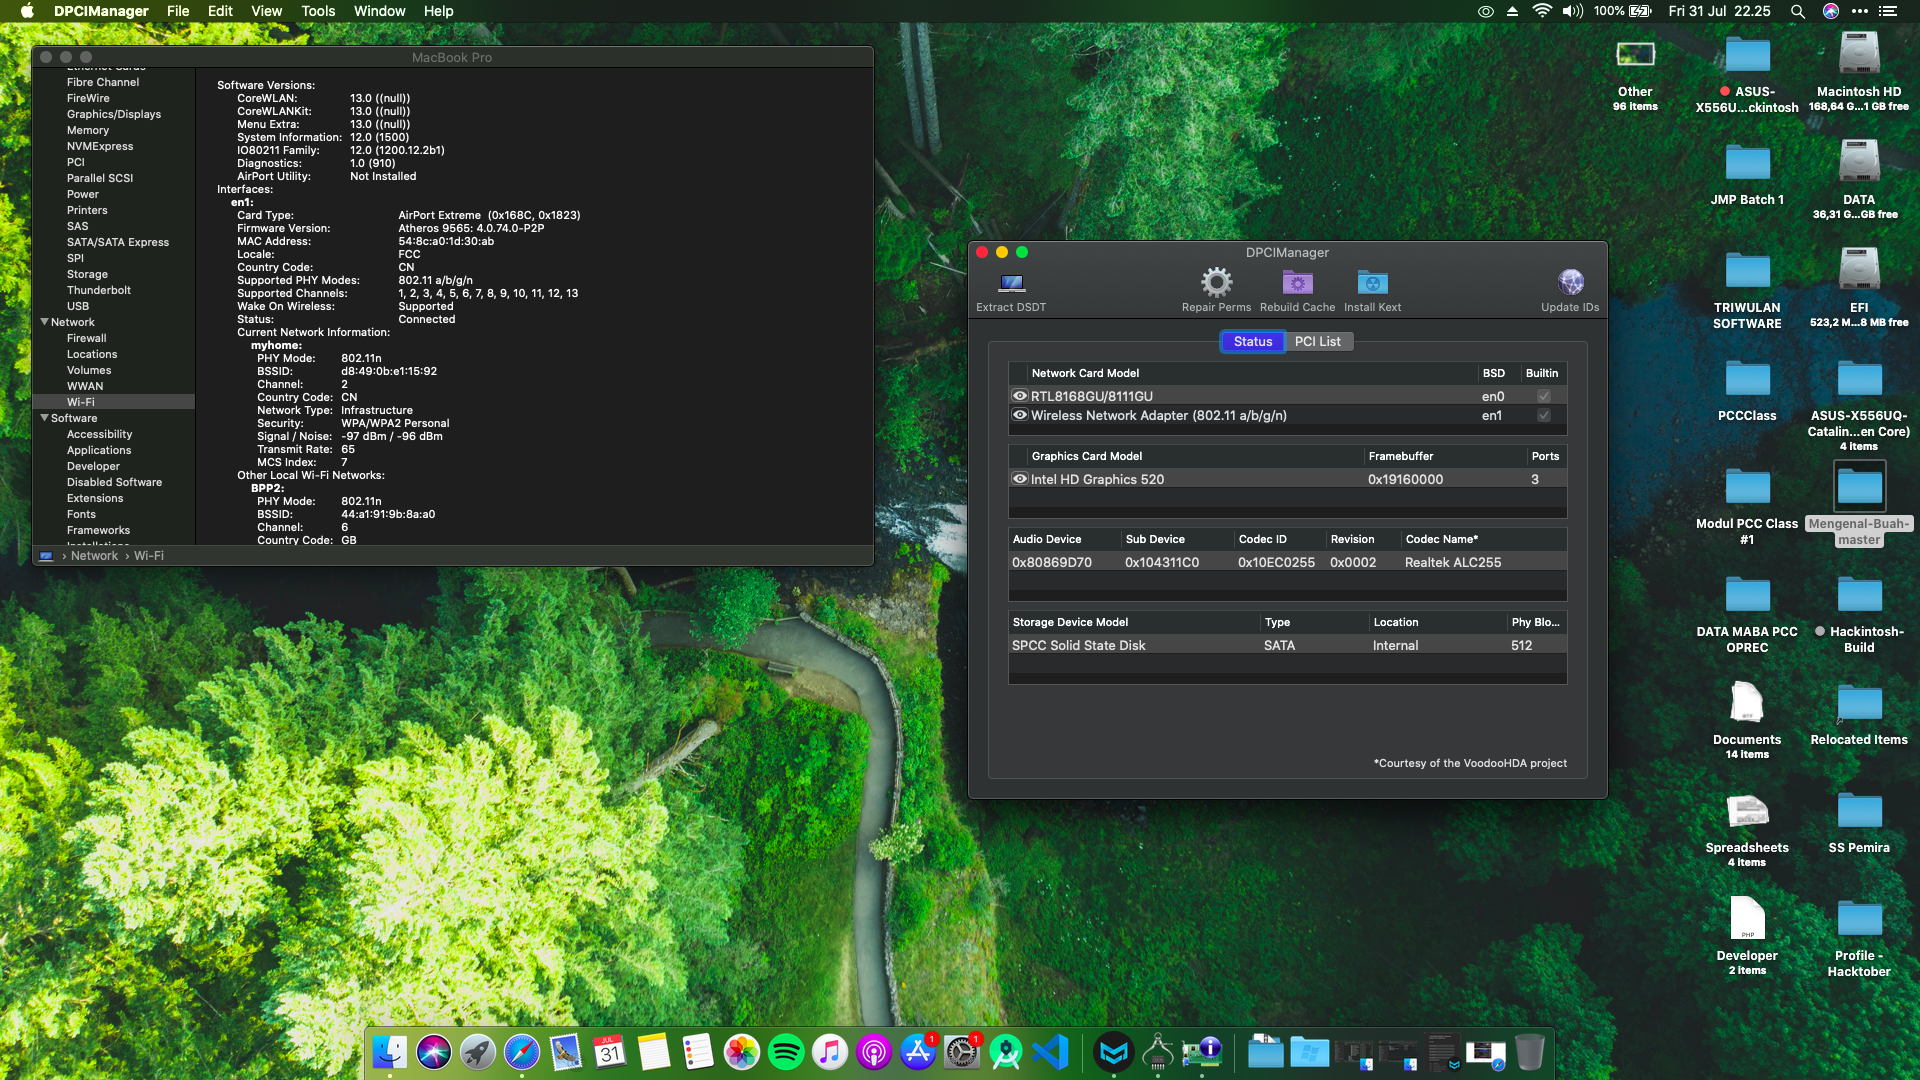 DPCIManager File Edit View Tools Window Help
100% Fri 31 Jul 22.25
MacBook Pro
Ethernet Cards
Fibre Channel
FireWire
Graphics/Displays
Memory
NVMExpress
PCI
Parallel SCSI
Power
Printers
SAS
SATA/SATA Express
SPI
Storage
Thunderbolt
USB
Network
Firewall
Locations
Volumes
WWAN
Wi-Fi
Software
Accessibility
Applications
Developer
Disabled Software
Extensions
Fonts
Frameworks
Installations
Software Versions:
CoreWLAN: 13.0 ((null))
CoreWLANKit: 13.0 ((null))
Menu Extra: 13.0 ((null))
System Information: 12.0 (1500)
IO80211 Family: 12.0 (1200.12.2b1)
Diagnostics: 1.0 (910)
AirPort Utility: Not Installed
Interfaces:
en1:
Card Type: AirPort Extreme (0x168C, 0x1823)
Firmware Version: Atheros 9565: 4.0.74.0-P2P
MAC Address: 54:8c:a0:1d:30:ab
Locale: FCC
Country Code: CN
Supported PHY Modes: 802.11 a/b/g/n
Supported Channels: 1, 2, 3, 4, 5, 6, 7, 8, 9, 10, 11, 12, 13
Wake On Wireless: Supported
Status: Connected
Current Network Information:
myhome:
PHY Mode: 802.11n
BSSID: d8:49:0b:e1:15:92
Channel: 2
Country Code: CN
Network Type: Infrastructure
Security: WPA/WPA2 Personal
Signal / Noise: -97 dBm / -96 dBm
Transmit Rate: 65
MCS Index: 7
Other Local Wi-Fi Networks:
BPP2:
PHY Mode: 802.11n
BSSID: 44:a1:91:9b:8a:a0
Channel: 6
Country Code: GB
› Network › Wi-Fi
DPCIManager
Extract DSDT Repair Perms Rebuild Cache Install Kext Update IDs
Status PCI List
Network Card Model BSD Builtin
RTL8168GU/8111GU en0
Wireless Network Adapter (802.11 a/b/g/n) en1
Graphics Card Model Framebuffer Ports
Intel HD Graphics 520 0x19160000 3
Audio Device Sub Device Codec ID Revision Codec Name*
0x80869D70 0x104311C0 0x10EC0255 0x0002 Realtek ALC255
Storage Device Model Type Location Phy Blo...
SPCC Solid State Disk SATA Internal 512
*Courtesy of the VoodooHDA project
Other
96 items
ASUS-
X556U...ckintosh
Macintosh HD
168,64 G...1 GB free
JMP Batch 1
DATA
36,31 G...GB free
TRIWULAN
SOFTWARE
EFI
523,2 M...8 MB free
PCCClass
ASUS-X556UQ-
Catalin...en Core)
4 items
Modul PCC Class
#1
Mengenal-Buah-
master
DATA MABA PCC
OPREC
Hackintosh-
Build
RTF
Documents
14 items
Relocated Items
Spreadsheets
4 items
SS Pemira
PHP
Developer
2 items
Profile -
Hacktober
JUL
31
1
1